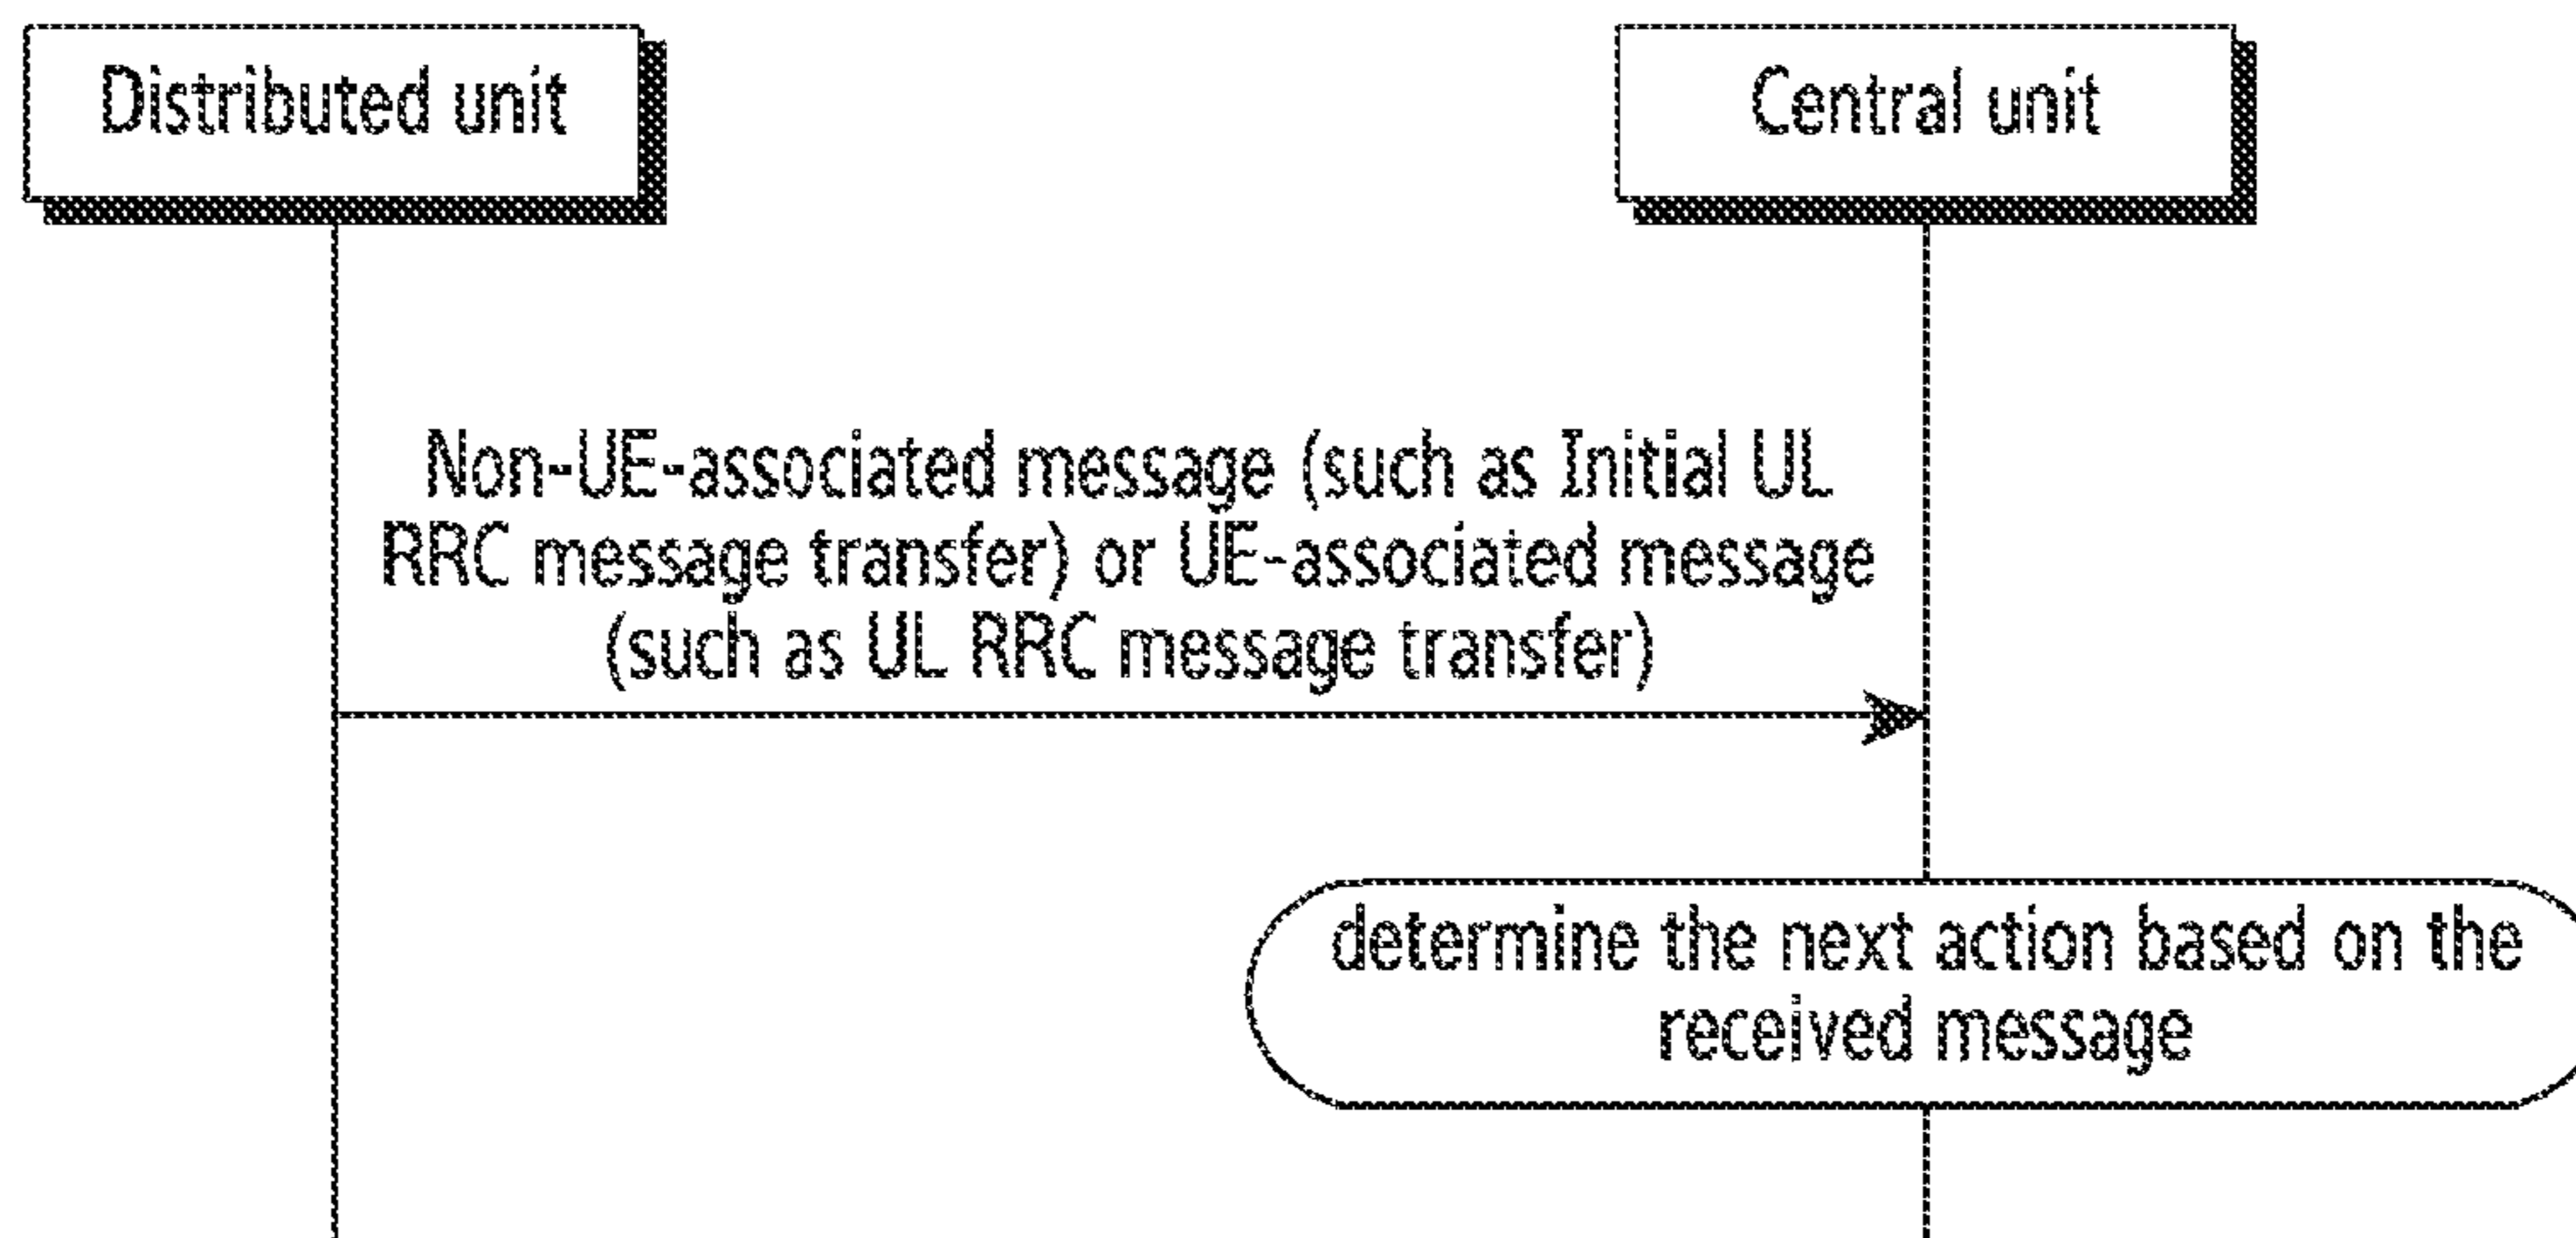 Distributed unit
Central unit
Non-UE-associated message (such as Initial UL
RRC message transfer) or UE-associated message
(such as UL RRC message transfer)
determine the next action based on the
received message